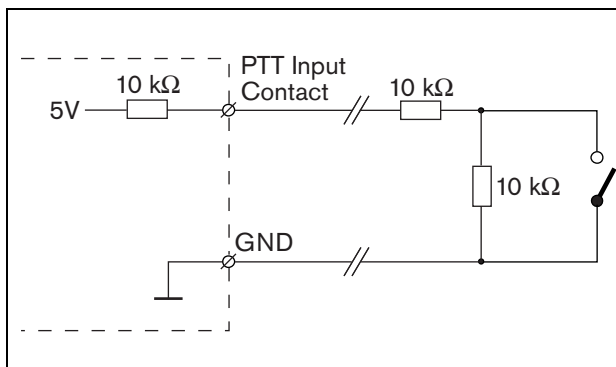 PTT Input
Contact
10 kΩ
10 kΩ
5V
10 kΩ
GND